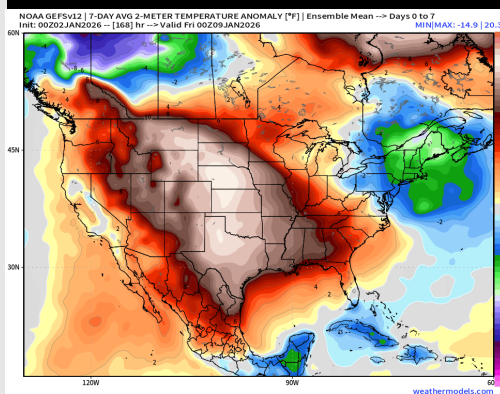 NOAA GEFSv12 | 7-DAY AVG 2-METER TEMPERATURE ANOMALY [°F] | Ensemble Mean --> Days 0 to 7
Init: 00Z02JAN2026 -- [168] hr --> Valid Fri 00Z09JAN2026
MIN|MAX: -14.9 | 20.3
60N
45N
30N
120W
90W
60
weathermodels.com